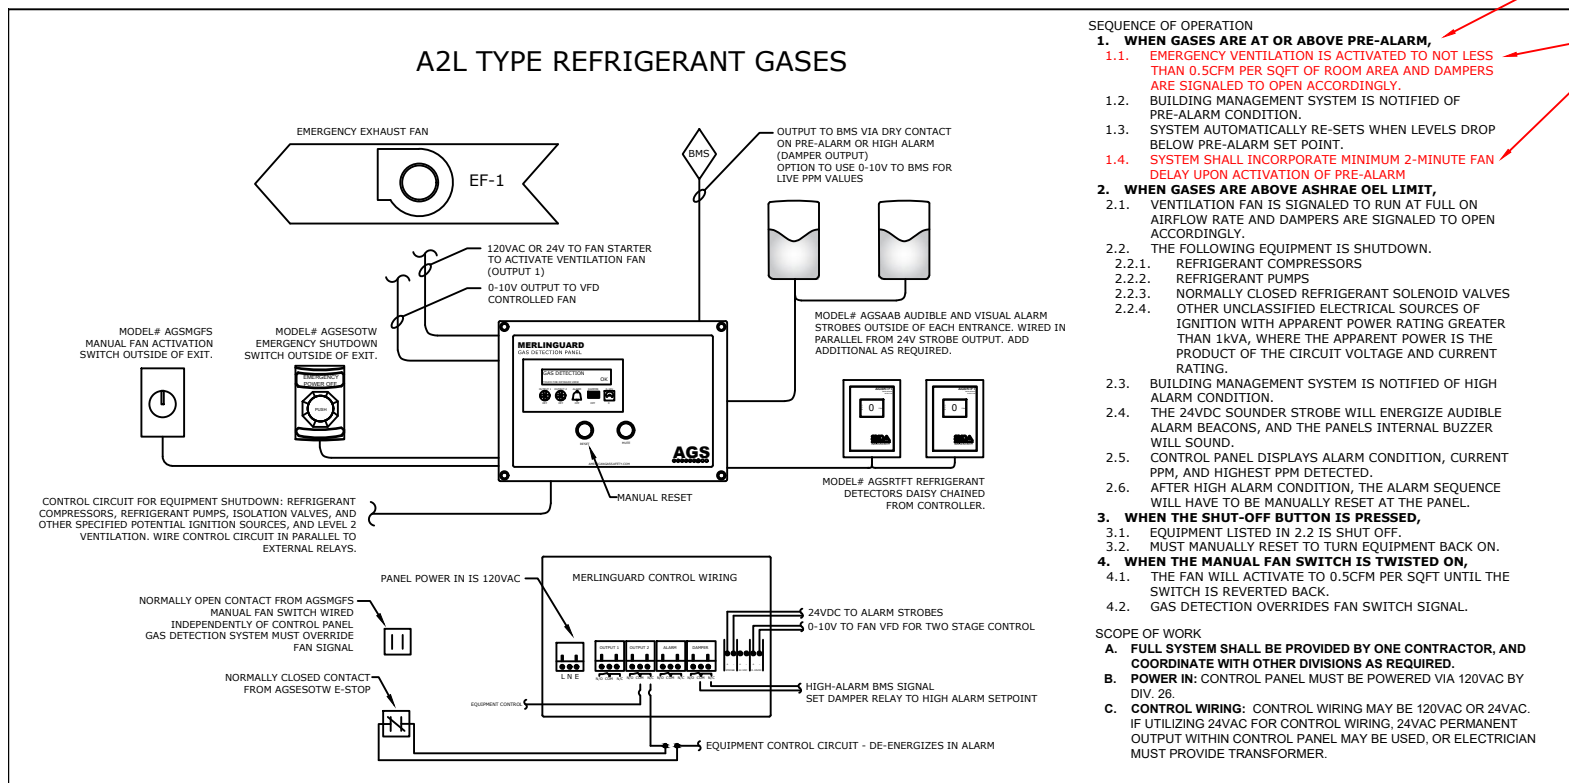 A2L TYPE REFRIGERANT GASES
EMERGENCY EXHAUST FAN
EF-1
BMS
OUTPUT TO BMS VIA DRY CONTACT
ON PRE-ALARM OR HIGH ALARM
(DAMPER OUTPUT)
OPTION TO USE 0-10V TO BMS FOR
LIVE PPM VALUES
120VAC OR 24V TO FAN STARTER
TO ACTIVATE VENTILATION FAN
(OUTPUT 1)
0-10V OUTPUT TO VFD
CONTROLLED FAN
MODEL# AGSMGFS
MANUAL FAN ACTIVATION
SWITCH OUTSIDE OF EXIT.
MODEL# AGSESOTW
EMERGENCY SHUTDOWN
SWITCH OUTSIDE OF EXIT.
EMERGENCY
POWER OFF
PUSH
MERLINGUARD
GAS DETECTION PANEL
GAS DETECTION
OK
RESET
AGS
MANUAL RESET
MODEL# AGSAAB AUDIBLE AND VISUAL ALARM
STROBES OUTSIDE OF EACH ENTRANCE. WIRED IN
PARALLEL FROM 24V STROBE OUTPUT. ADD
ADDITIONAL AS REQUIRED.
0
0
MODEL# AGSRTFT REFRIGERANT
DETECTORS DAISY CHAINED
FROM CONTROLLER.
CONTROL CIRCUIT FOR EQUIPMENT SHUTDOWN: REFRIGERANT
COMPRESSORS, REFRIGERANT PUMPS, ISOLATION VALVES, AND
OTHER SPECIFIED POTENTIAL IGNITION SOURCES, AND LEVEL 2
VENTILATION. WIRE CONTROL CIRCUIT IN PARALLEL TO
EXTERNAL RELAYS.
PANEL POWER IN IS 120VAC
MERLINGUARD CONTROL WIRING
NORMALLY OPEN CONTACT FROM AGSMGFS
MANUAL FAN SWITCH WIRED
INDEPENDENTLY OF CONTROL PANEL
GAS DETECTION SYSTEM MUST OVERRIDE
FAN SIGNAL
NORMALLY CLOSED CONTACT
FROM AGSESOTW E-STOP
L N E
OUTPUT 1
OUTPUT 2
ALARM
DAMPER
N/O COM N/C
N/O COM N/C
N/O COM N/C
N/O COM N/C
24VDC TO ALARM STROBES
0-10V TO FAN VFD FOR TWO STAGE CONTROL
HIGH-ALARM BMS SIGNAL
SET DAMPER RELAY TO HIGH ALARM SETPOINT
EQUIPMENT CONTROL
EQUIPMENT CONTROL CIRCUIT - DE-ENERGIZES IN ALARM
SEQUENCE OF OPERATION
1. WHEN GASES ARE AT OR ABOVE PRE-ALARM,
1.1. EMERGENCY VENTILATION IS ACTIVATED TO NOT LESS
THAN 0.5CFM PER SQFT OF ROOM AREA AND DAMPERS
ARE SIGNALED TO OPEN ACCORDINGLY.
1.2. BUILDING MANAGEMENT SYSTEM IS NOTIFIED OF
PRE-ALARM CONDITION.
1.3. SYSTEM AUTOMATICALLY RE-SETS WHEN LEVELS DROP
BELOW PRE-ALARM SET POINT.
1.4. SYSTEM SHALL INCORPORATE MINIMUM 2-MINUTE FAN
DELAY UPON ACTIVATION OF PRE-ALARM
2. WHEN GASES ARE ABOVE ASHRAE OEL LIMIT,
2.1. VENTILATION FAN IS SIGNALED TO RUN AT FULL ON
AIRFLOW RATE AND DAMPERS ARE SIGNALED TO OPEN
ACCORDINGLY.
2.2. THE FOLLOWING EQUIPMENT IS SHUTDOWN.
2.2.1. REFRIGERANT COMPRESSORS
2.2.2. REFRIGERANT PUMPS
2.2.3. NORMALLY CLOSED REFRIGERANT SOLENOID VALVES
2.2.4. OTHER UNCLASSIFIED ELECTRICAL SOURCES OF
IGNITION WITH APPARENT POWER RATING GREATER
THAN 1kVA, WHERE THE APPARENT POWER IS THE
PRODUCT OF THE CIRCUIT VOLTAGE AND CURRENT
RATING.
2.3. BUILDING MANAGEMENT SYSTEM IS NOTIFIED OF HIGH
ALARM CONDITION.
2.4. THE 24VDC SOUNDER STROBE WILL ENERGIZE AUDIBLE
ALARM BEACONS, AND THE PANELS INTERNAL BUZZER
WILL SOUND.
2.5. CONTROL PANEL DISPLAYS ALARM CONDITION, CURRENT
PPM, AND HIGHEST PPM DETECTED.
2.6. AFTER HIGH ALARM CONDITION, THE ALARM SEQUENCE
WILL HAVE TO BE MANUALLY RESET AT THE PANEL.
3. WHEN THE SHUT-OFF BUTTON IS PRESSED,
3.1. EQUIPMENT LISTED IN 2.2 IS SHUT OFF.
3.2. MUST MANUALLY RESET TO TURN EQUIPMENT BACK ON.
4. WHEN THE MANUAL FAN SWITCH IS TWISTED ON,
4.1. THE FAN WILL ACTIVATE TO 0.5CFM PER SQFT UNTIL THE
SWITCH IS REVERTED BACK.
4.2. GAS DETECTION OVERRIDES FAN SWITCH SIGNAL.
SCOPE OF WORK
A. FULL SYSTEM SHALL BE PROVIDED BY ONE CONTRACTOR, AND
COORDINATE WITH OTHER DIVISIONS AS REQUIRED.
B. POWER IN: CONTROL PANEL MUST BE POWERED VIA 120VAC BY
DIV. 26.
C. CONTROL WIRING: CONTROL WIRING MAY BE 120VAC OR 24VAC.
IF UTILIZING 24VAC FOR CONTROL WIRING, 24VAC PERMANENT
OUTPUT WITHIN CONTROL PANEL MAY BE USED, OR ELECTRICIAN
MUST PROVIDE TRANSFORMER.